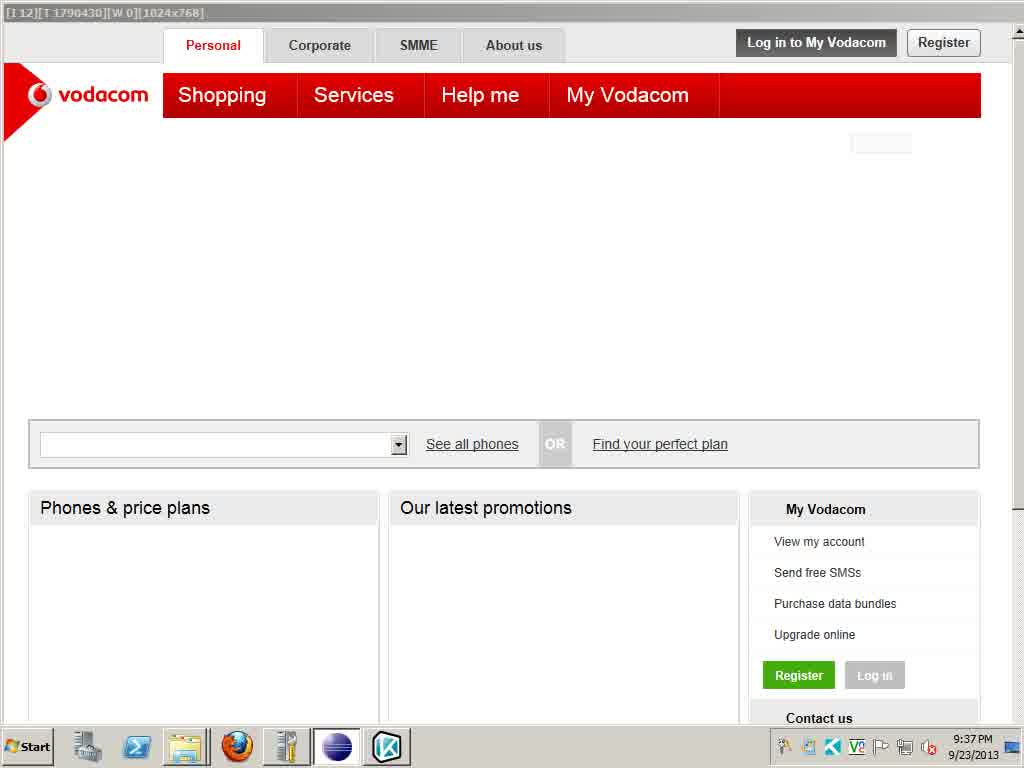 [I 12][T 1790430][W 0][1024x768]
Personal Corporate SMME About us Log in to My Vodacom Register
vodacom Shopping Services Help me My Vodacom
See all phones OR Find your perfect plan
Phones & price plans Our latest promotions My Vodacom
View my account
Send free SMSs
Purchase data bundles
Upgrade online
Register Log in
Contact us
Start 9:37 PM
9/23/2013